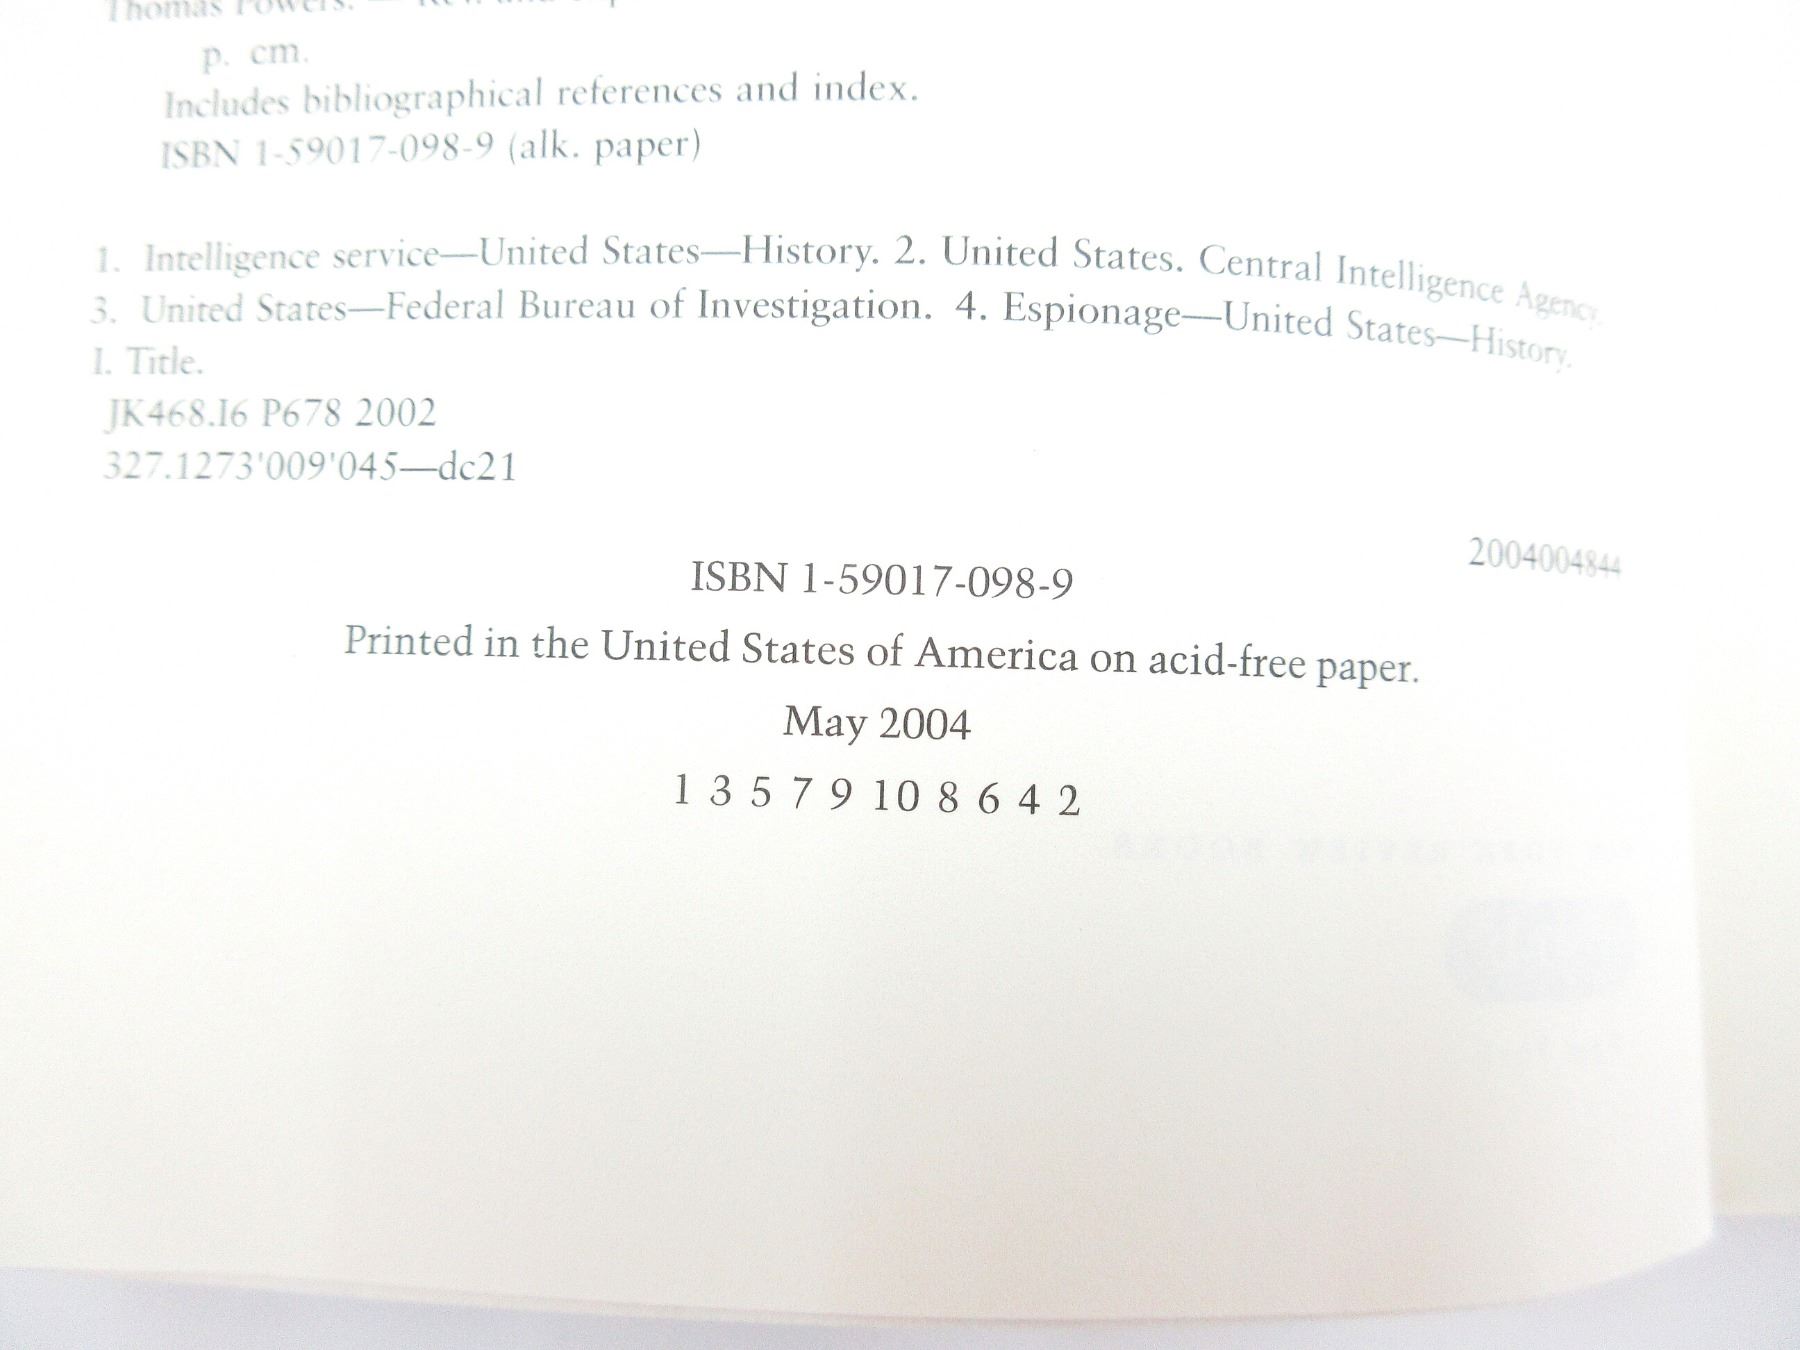 Thomas Powers. —
p. cm.
Includes bibliographical references and index.
ISBN 1-59017-098-9 (alk. paper)
1. Intelligence service—United States—History. 2. United States. Central Intelligence Agency.
3. United States—Federal Bureau of Investigation. 4. Espionage—United States—History.
I. Title.
JK468.I6 P678 2002
327.1273'009'045—dc21
2004004844
ISBN 1-59017-098-9
Printed in the United States of America on acid-free paper.
May 2004
1 3 5 7 9 10 8 6 4 2